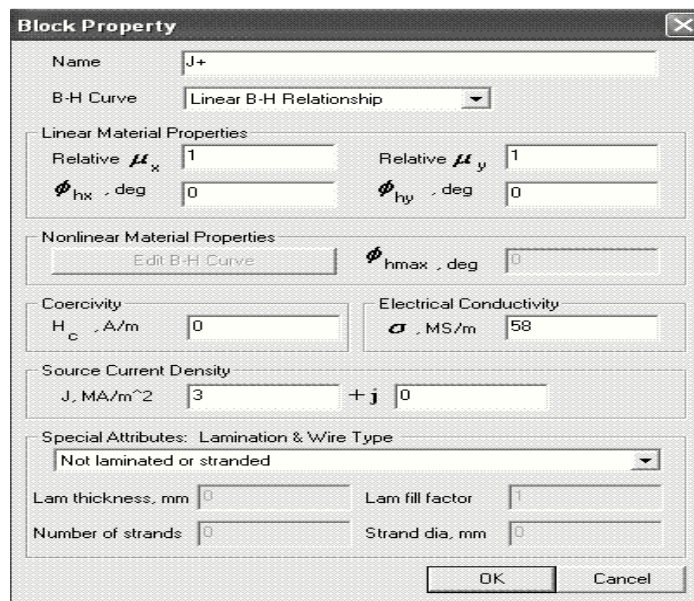 Block Property
Name J+
B-H Curve Linear B-H Relationship
Linear Material Properties
Relative μx 1 Relative μy 1
ϕhx , deg 0 ϕhy , deg 0
Nonlinear Material Properties
Edit B-H Curve ϕhmax , deg 0
Coercivity Electrical Conductivity
Hc , A/m 0 σ , MS/m 58
Source Current Density
J, MA/m^2 3 +j 0
Special Attributes: Lamination & Wire Type
Not laminated or stranded
Lam thickness, mm 0 Lam fill factor 1
Number of strands 0 Strand dia, mm 0
OK Cancel